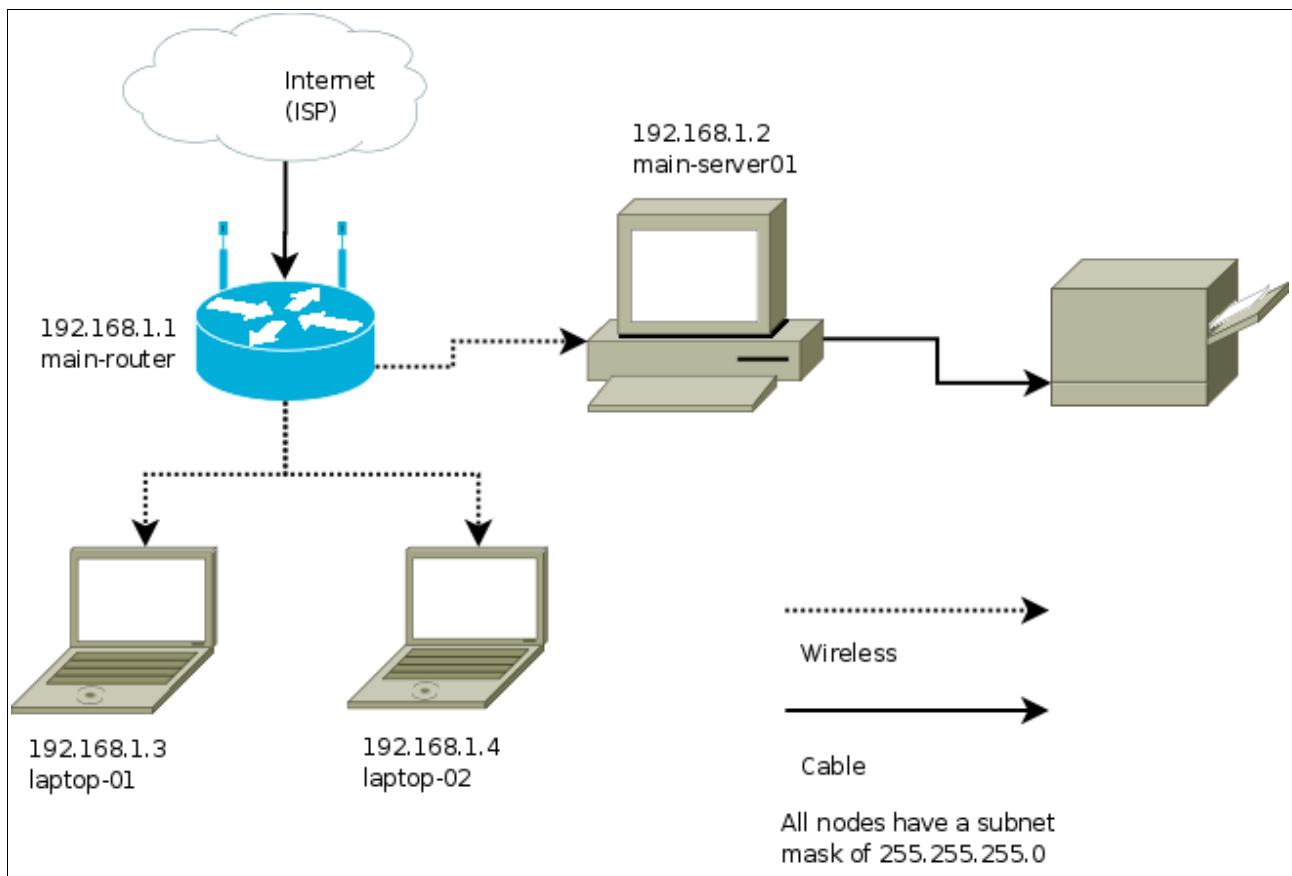 Internet
(ISP)
192.168.1.2
main-server01
192.168.1.1
main-router
192.168.1.3
laptop-01
192.168.1.4
laptop-02
Wireless
Cable
All nodes have a subnet
mask of 255.255.255.0